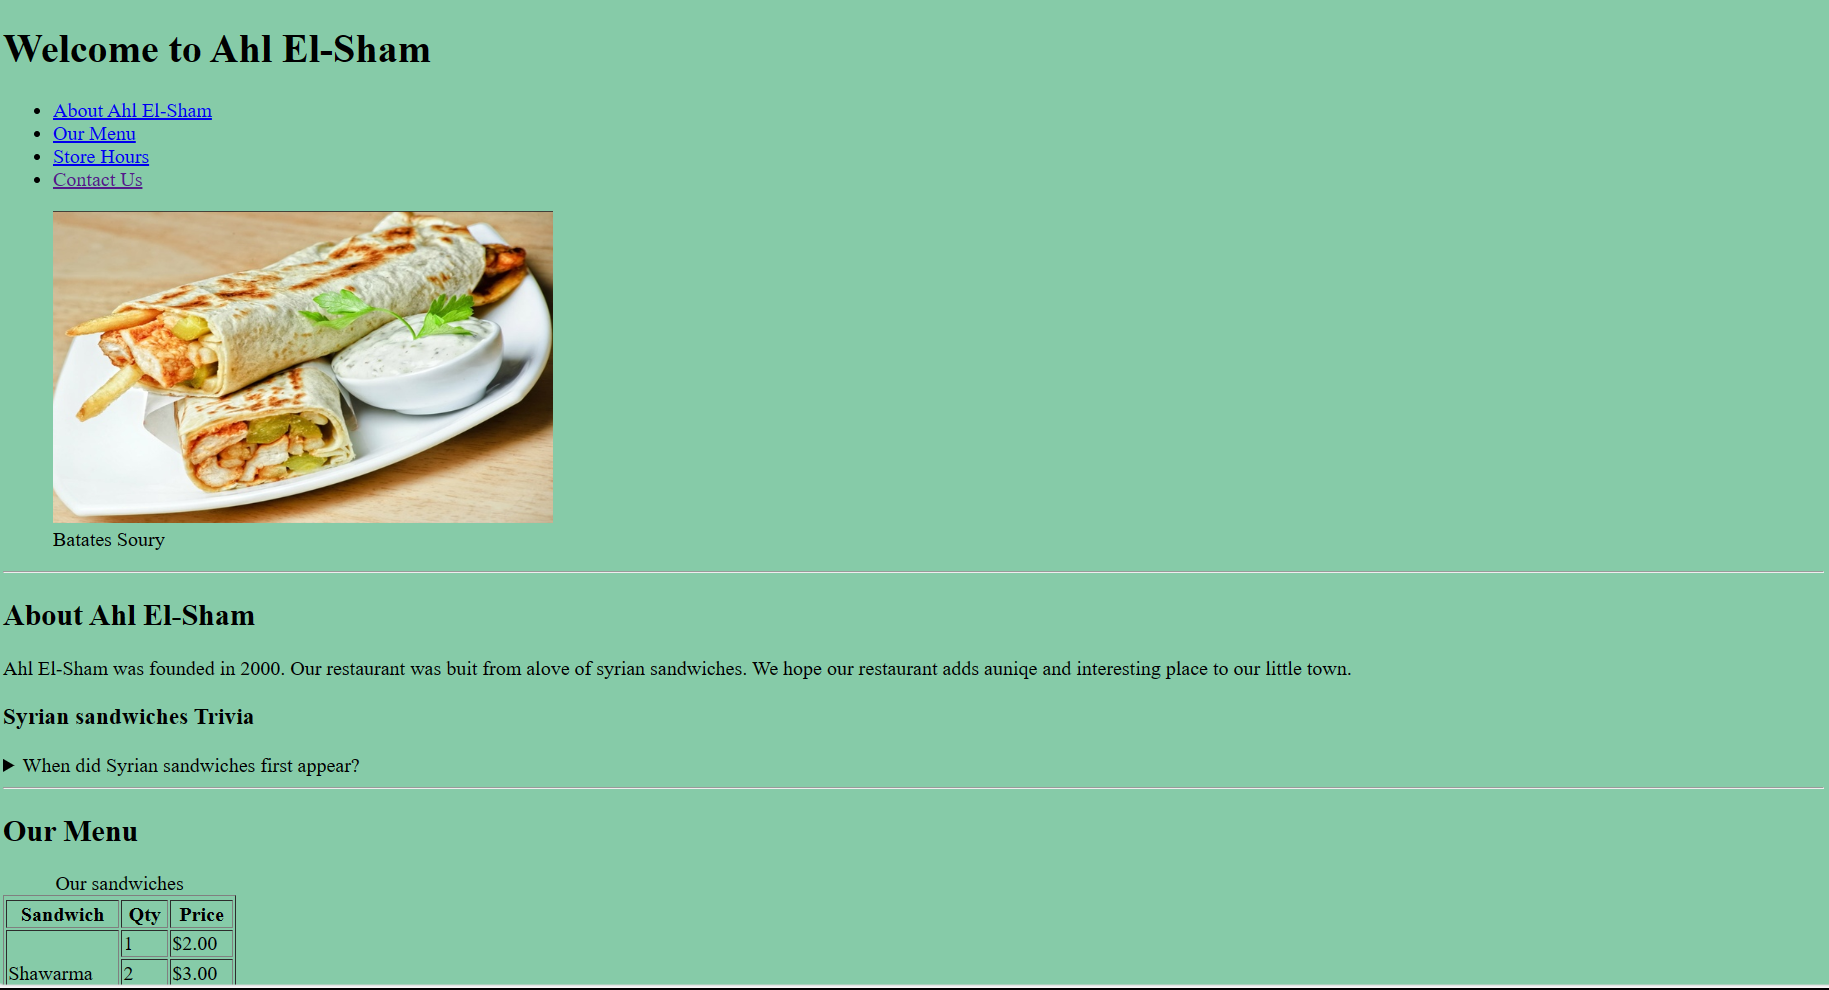 Welcome to Ahl El-Sham
About Ahl El-Sham
Our Menu
Store Hours
Contact Us
Batates Soury
About Ahl El-Sham
Ahl El-Sham was founded in 2000. Our restaurant was buit from alove of syrian sandwiches. We hope our restaurant adds auniqe and interesting place to our little town.
Syrian sandwiches Trivia
When did Syrian sandwiches first appear?
Our Menu
Our sandwiches
Sandwich Qty Price
1 $2.00
Shawarma 2 $3.00